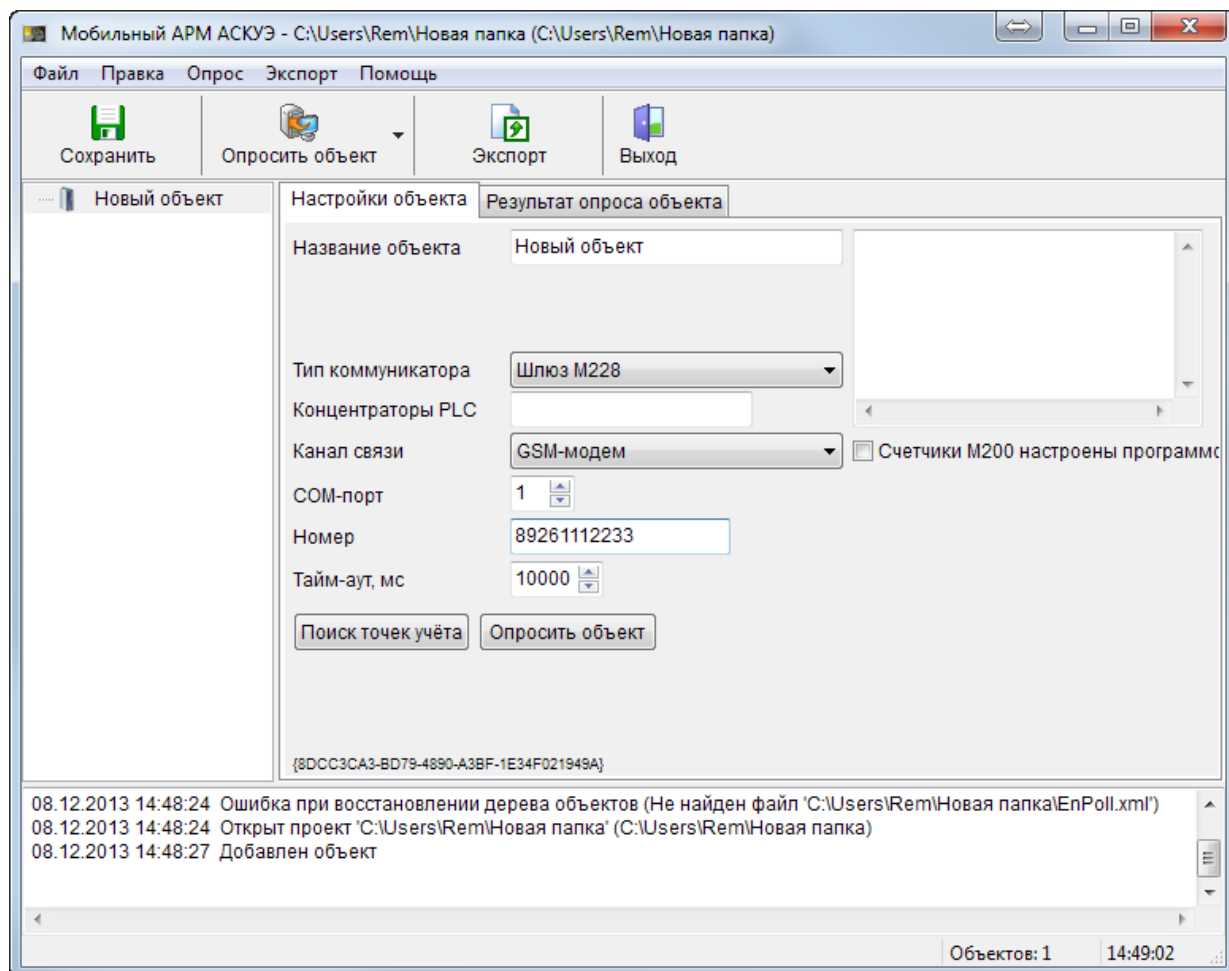 Мобильный АРМ АСКУЭ - C:\Users\Rem\Новая папка (C:\Users\Rem\Новая папка)
Файл Правка Опрос Экспорт Помощь
Сохранить Опросить объект Экспорт Выход
Новый объект
Настройки объекта Результат опроса объекта
Название объекта Новый объект
Тип коммуникатора Шлюз М228
Концентраторы PLC
Канал связи GSM-модем Счетчики М200 настроены программо
COM-порт 1
Номер 89261112233
Тайм-аут, мс 10000
Поиск точек учёта Опросить объект
{8DCC3CA3-BD79-4890-A3BF-1E34F021949A}
08.12.2013 14:48:24 Ошибка при восстановлении дерева объектов (Не найден файл 'C:\Users\Rem\Новая папка\EnPoll.xml')
08.12.2013 14:48:24 Открыт проект 'C:\Users\Rem\Новая папка' (C:\Users\Rem\Новая папка)
08.12.2013 14:48:27 Добавлен объект
Объектов: 1 14:49:02